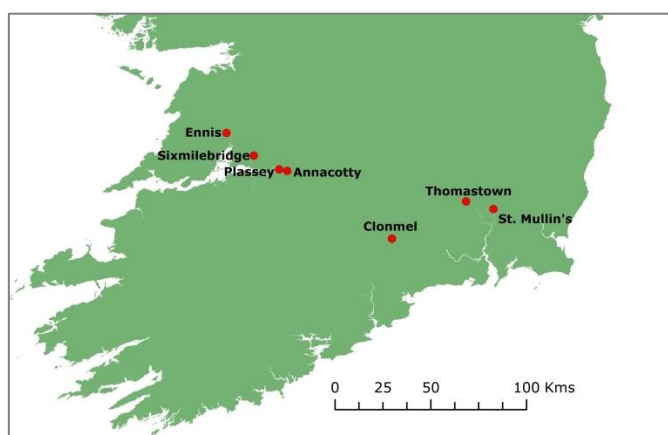 Ennis
Sixmilebridge
Plassey
Annacotty
Thomastown
St. Mullin's
Clonmel
0 25 50 100 Kms